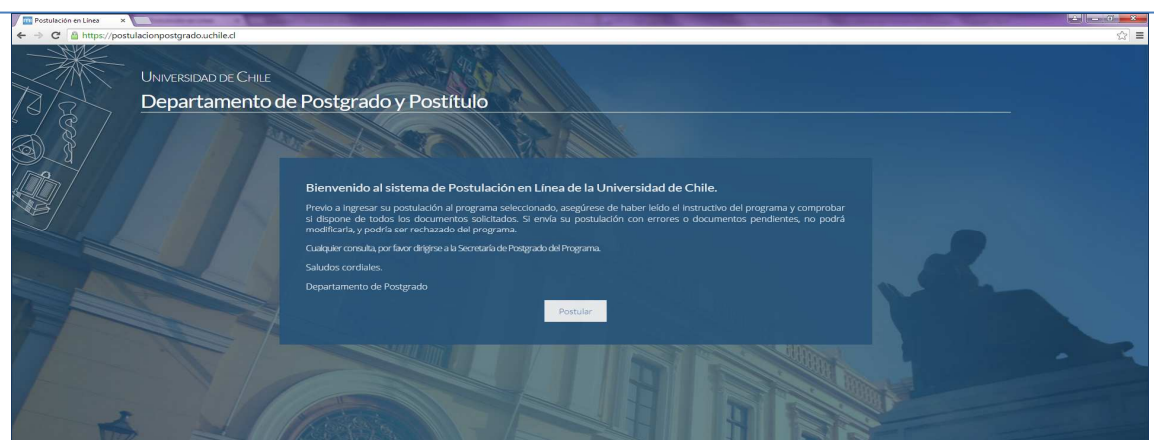 Postulación en Línea
https://postulacionpostgrado.uchile.cl
UNIVERSIDAD DE CHILE
Departamento de Postgrado y Postítulo
Bienvenido al sistema de Postulación en Línea de la Universidad de Chile.
Previo a ingresar su postulación al programa seleccionado, asegúrese de haber leído el instructivo del programa y comprobar
si dispone de todos los documentos solicitados. Si envía su postulación con errores o documentos pendientes, no podrá
modificarla, y podría ser rechazado del programa.
Cualquier consulta, por favor dirigirse a la Secretaría de Postgrado del Programa.
Saludos cordiales.
Departamento de Postgrado
Postular